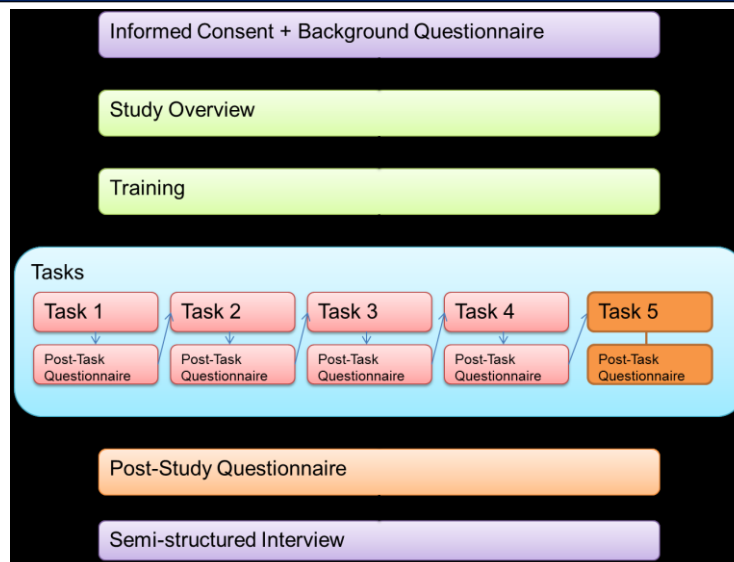 Informed Consent + Background Questionnaire
Study Overview
Training
Tasks
Task 1
Task 2
Task 3
Task 4
Task 5
Post-Task
Questionnaire
Post-Task
Questionnaire
Post-Task
Questionnaire
Post-Task
Questionnaire
Post-Task
Questionnaire
Post-Study Questionnaire
Semi-structured Interview